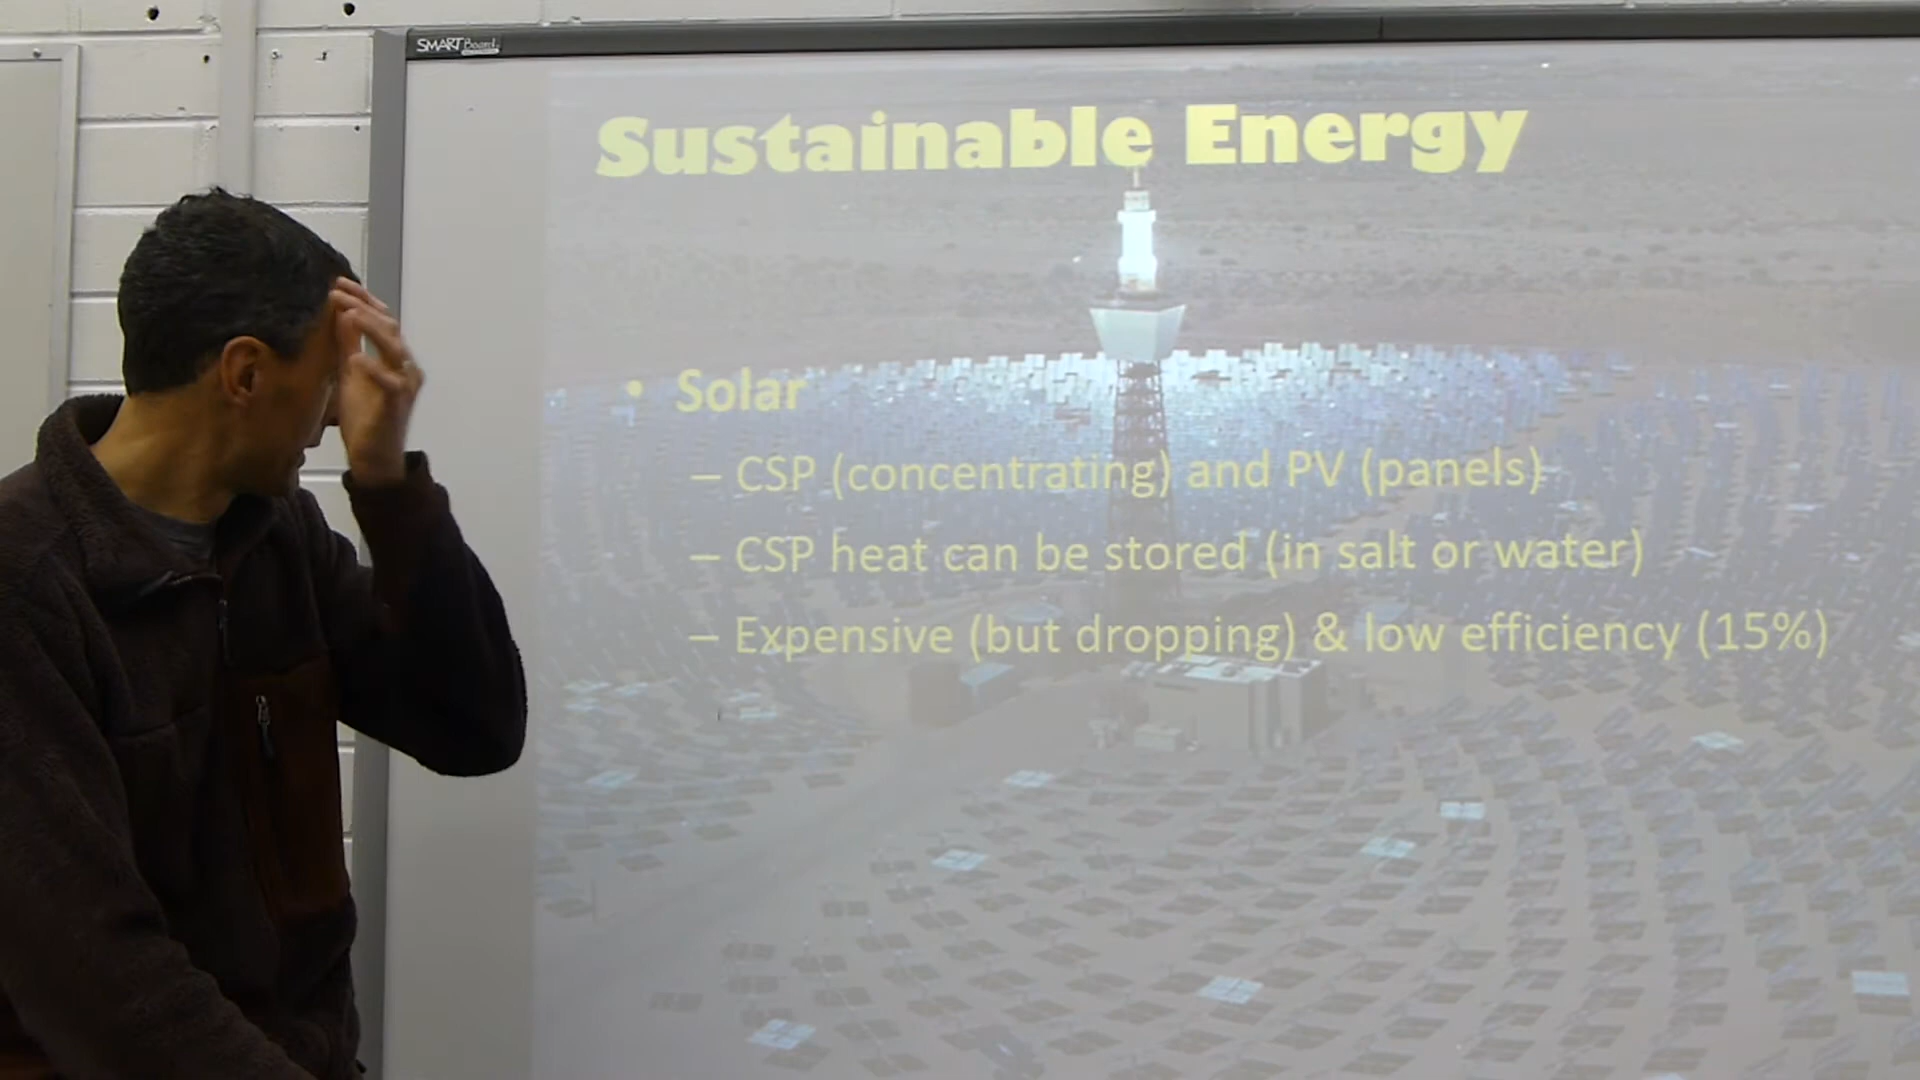 SMART Board
Sustainable Energy
• Solar
– CSP (concentrating) and PV (panels)
– CSP heat can be stored (in salt or water)
– Expensive (but dropping) & low efficiency (15%)